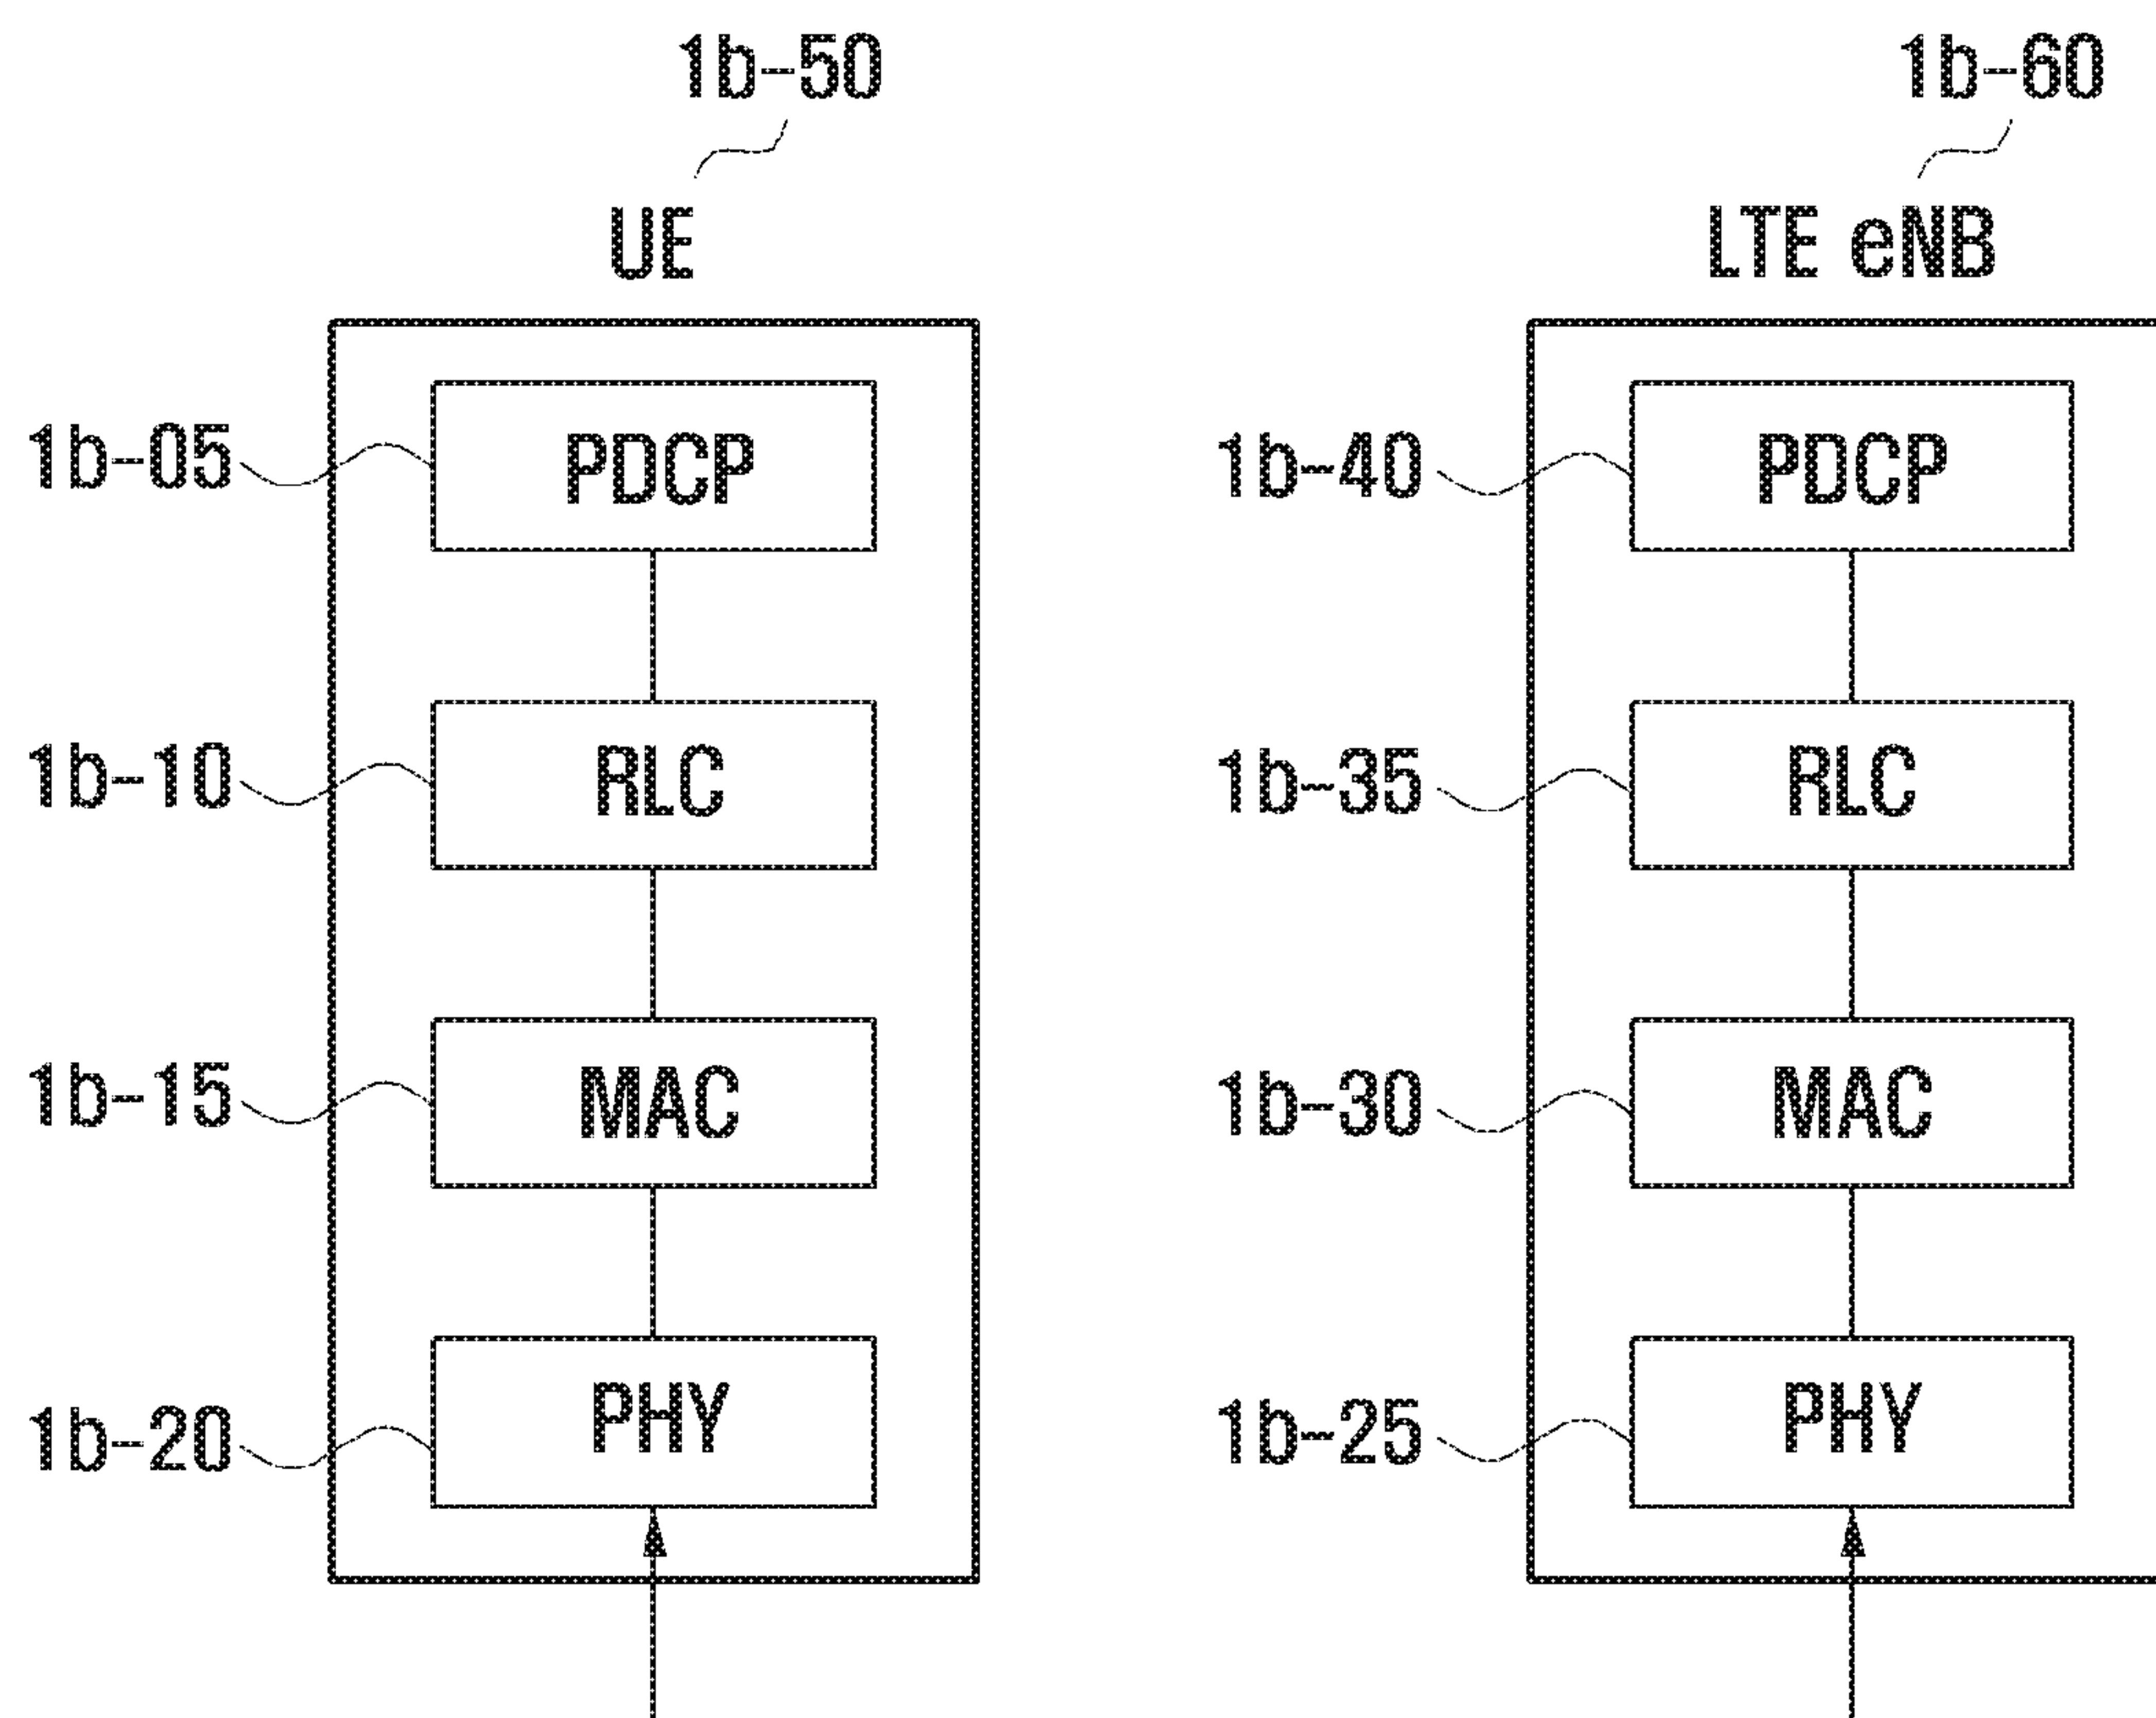 1b-50
1b-60
UE
LTE eNB
1b-05
PDCP
1b-40
PDCP
1b-10
RLC
1b-35
RLC
1b-15
MAC
1b-30
MAC
1b-20
PHY
1b-25
PHY